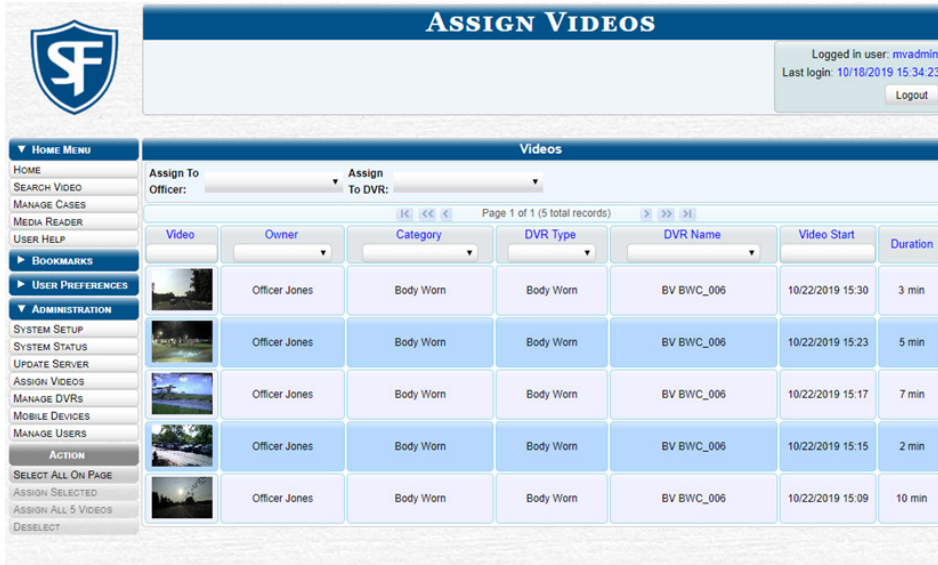 ASSIGN VIDEOS
SF
Logged in user: mvadmin
Last login: 10/18/2019 15:34:23
Logout
▼ HOME MENU
HOME
SEARCH VIDEO
MANAGE CASES
MEDIA READER
USER HELP
► BOOKMARKS
► USER PREFERENCES
▼ ADMINISTRATION
SYSTEM SETUP
SYSTEM STATUS
UPDATE SERVER
ASSIGN VIDEOS
MANAGE DVRS
MOBILE DEVICES
MANAGE USERS
ACTION
SELECT ALL ON PAGE
ASSIGN SELECTED
ASSIGN ALL 5 VIDEOS
DESELECT
Videos
Assign To Officer:
Assign To DVR:
Page 1 of 1 (5 total records)
Video Owner Category DVR Type DVR Name Video Start Duration
Officer Jones Body Worn Body Worn BV BWC_006 10/22/2019 15:30 3 min
Officer Jones Body Worn Body Worn BV BWC_006 10/22/2019 15:23 5 min
Officer Jones Body Worn Body Worn BV BWC_006 10/22/2019 15:17 7 min
Officer Jones Body Worn Body Worn BV BWC_006 10/22/2019 15:15 2 min
Officer Jones Body Worn Body Worn BV BWC_006 10/22/2019 15:09 10 min